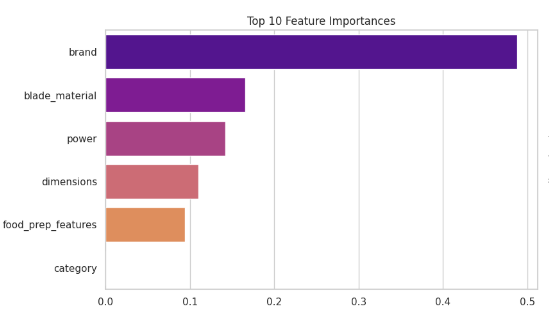 Top 10 Feature Importances
brand
blade_material
power
dimensions
food_prep_features
category
0.0 0.1 0.2 0.3 0.4 0.5